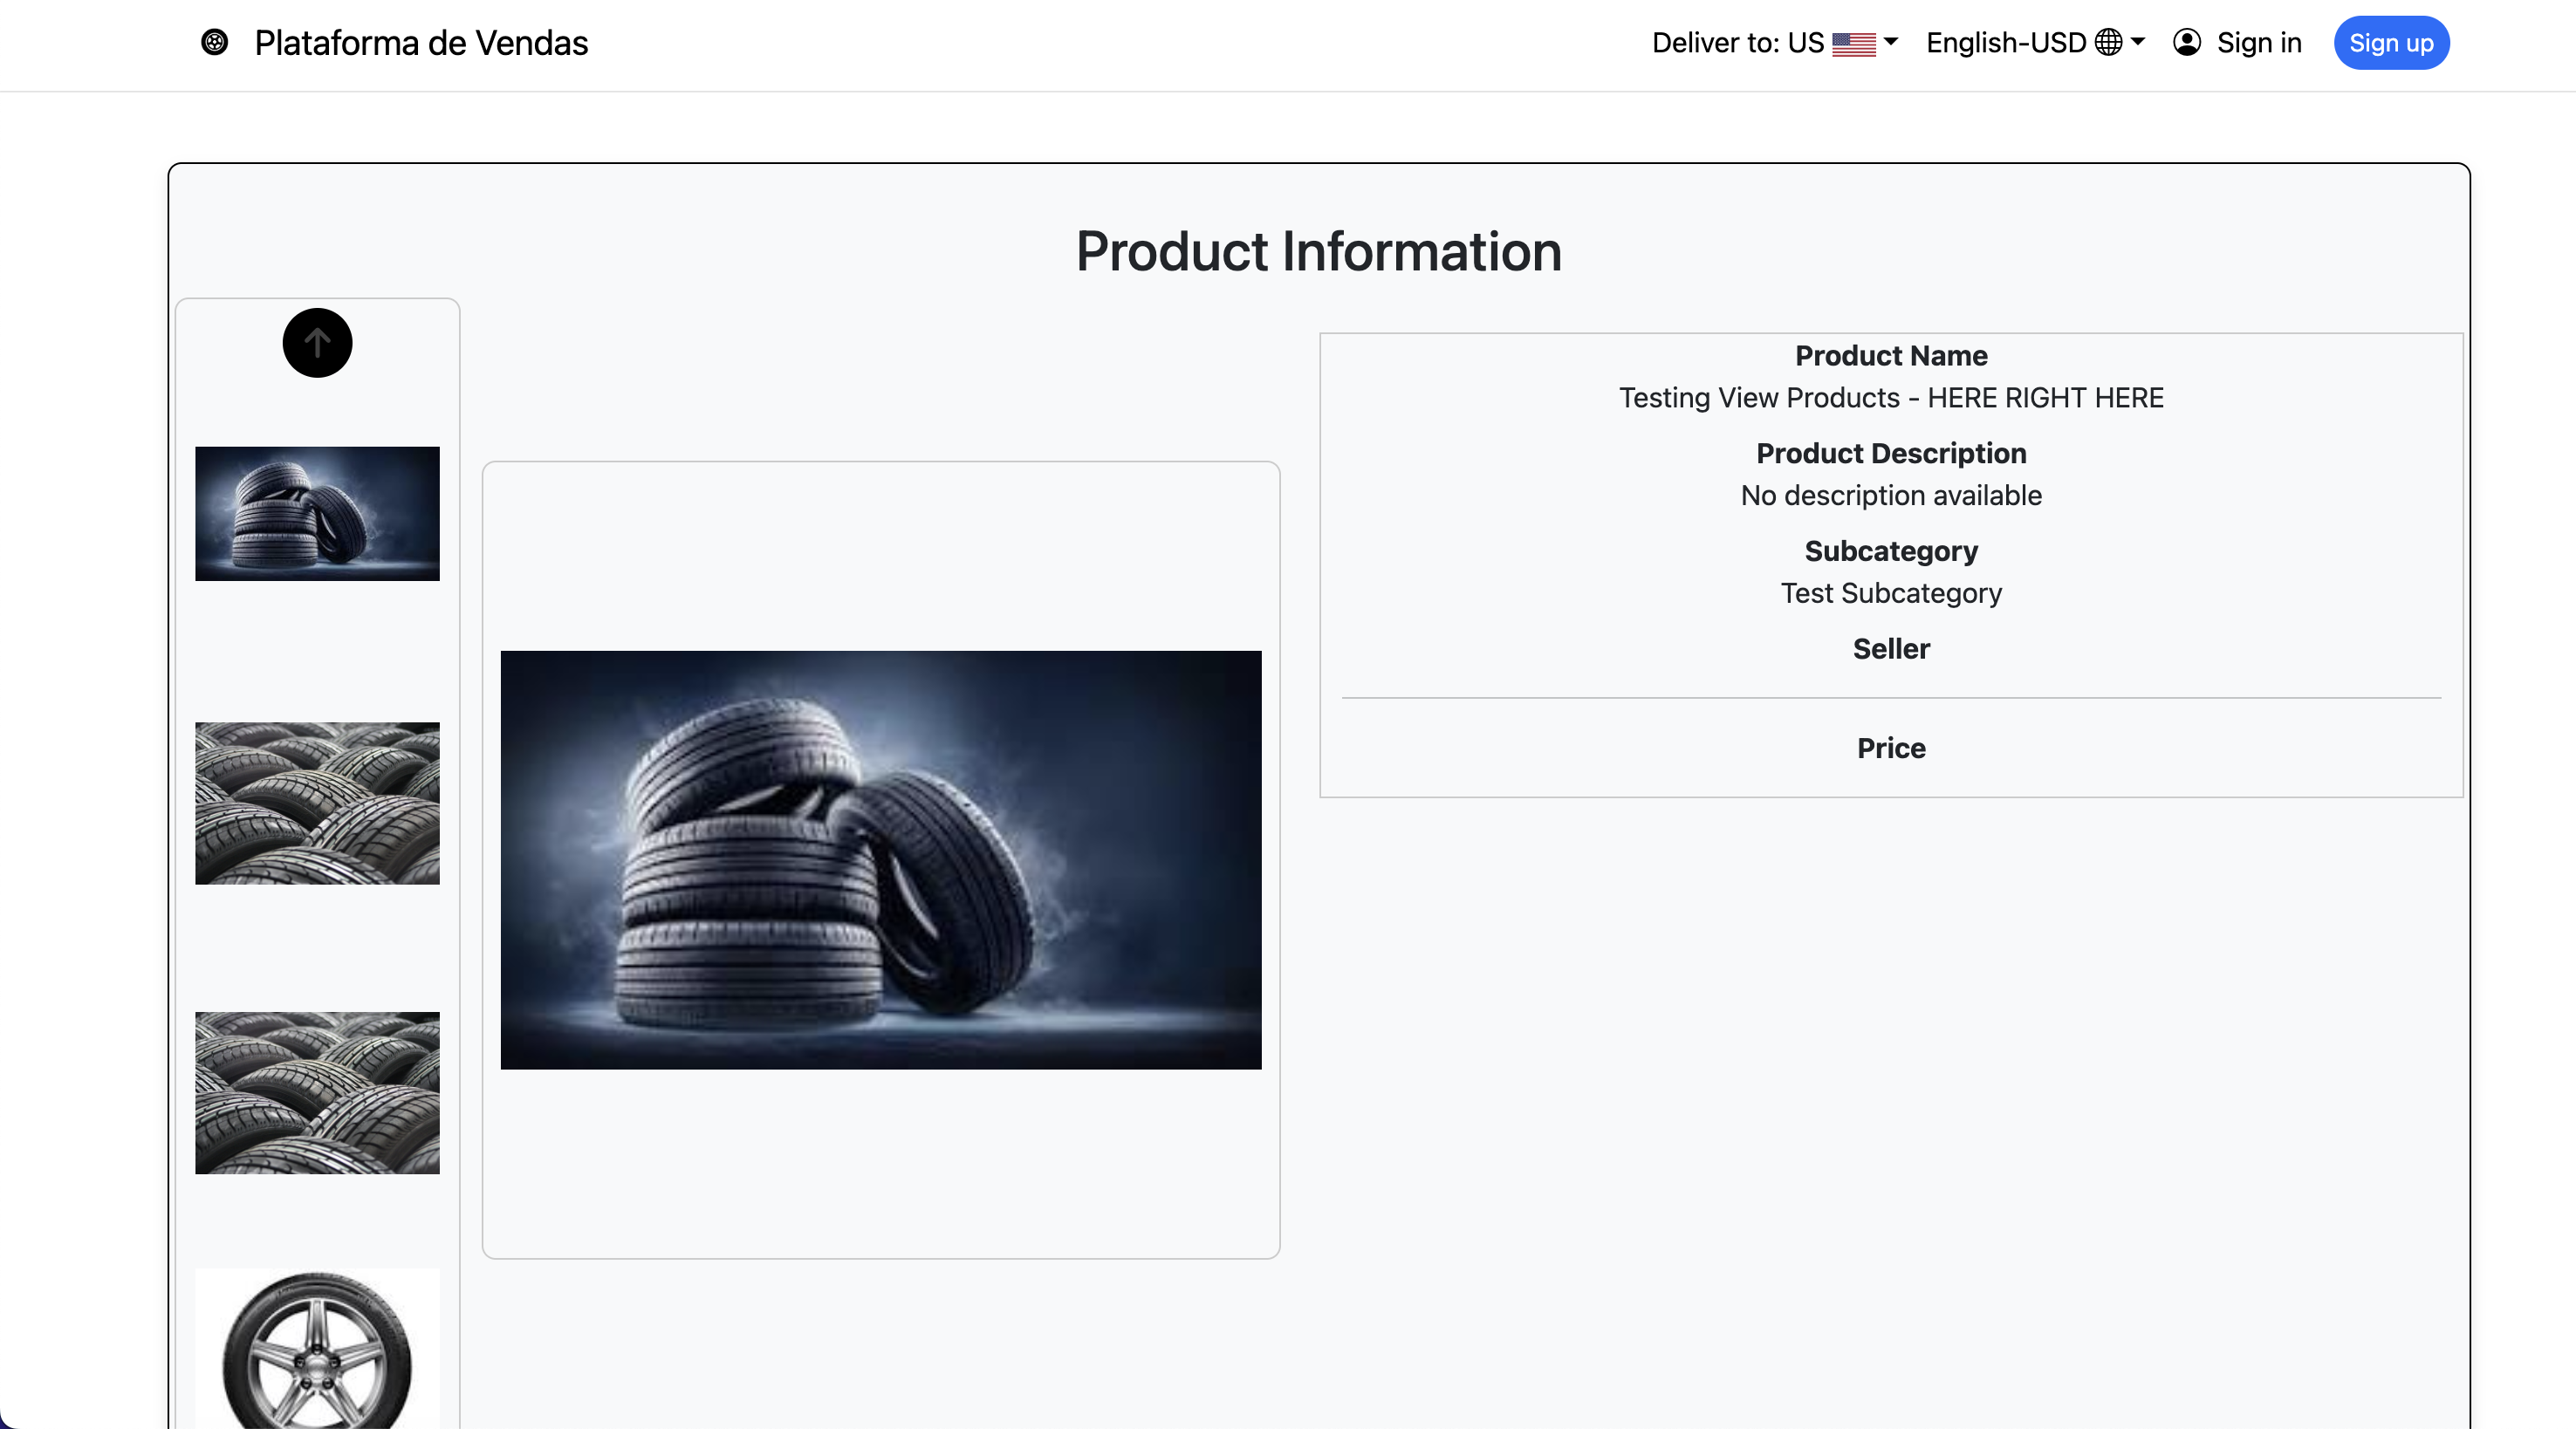 Plataforma de Vendas
Deliver to: US
English-USD
Sign in
Sign up
Product Information
Product Name
Testing View Products - HERE RIGHT HERE
Product Description
No description available
Subcategory
Test Subcategory
Seller
Price